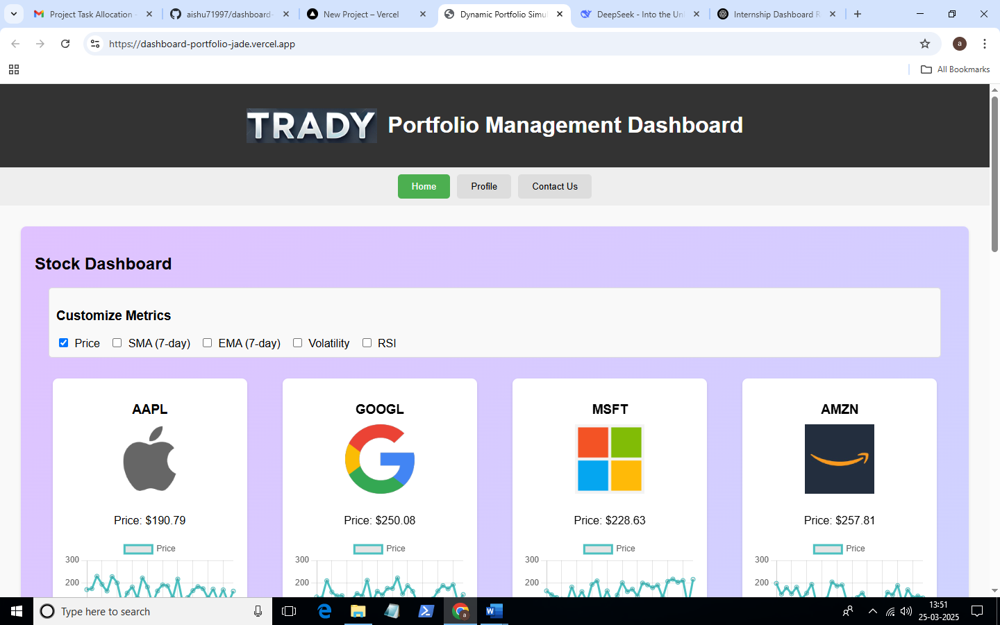 Project Task Allocation -
aishu71997/dashboard-
New Project – Vercel
Dynamic Portfolio Simul
DeepSeek - Into the Un
Internship Dashboard R
https://dashboard-portfolio-jade.vercel.app
a
All Bookmarks
TRADY Portfolio Management Dashboard
Home Profile Contact Us
Stock Dashboard
Customize Metrics
Price SMA (7-day) EMA (7-day) Volatility RSI
AAPL GOOGL MSFT AMZN
Price: $190.79 Price: $250.08 Price: $228.63 Price: $257.81
Price Price Price Price
300 300 300 300
200 200 200 200
Type here to search
13:51
25-03-2025